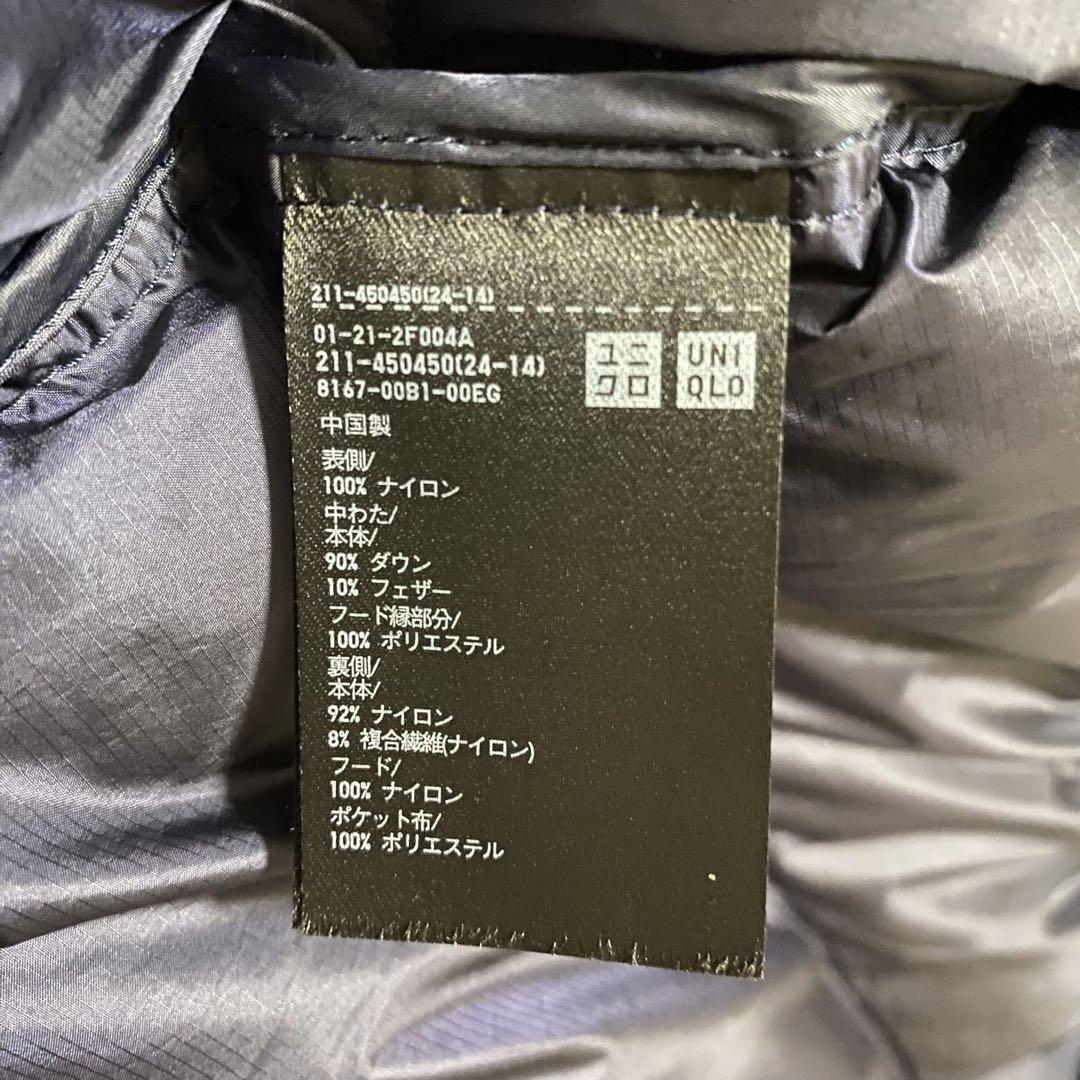 211-450450(24-14)
01-21-2F004A
211-450450(24-14)
8167-00B1-00EG
ユニ
クロ
UNI
QLO
中国製
表側/
100% ナイロン
中わた/
本体/
90% ダウン
10% フェザー
フード縁部分/
100% ポリエステル
裏側/
本体/
92% ナイロン
8% 複合繊維(ナイロン)
フード/
100% ナイロン
ポケット布/
100% ポリエステル